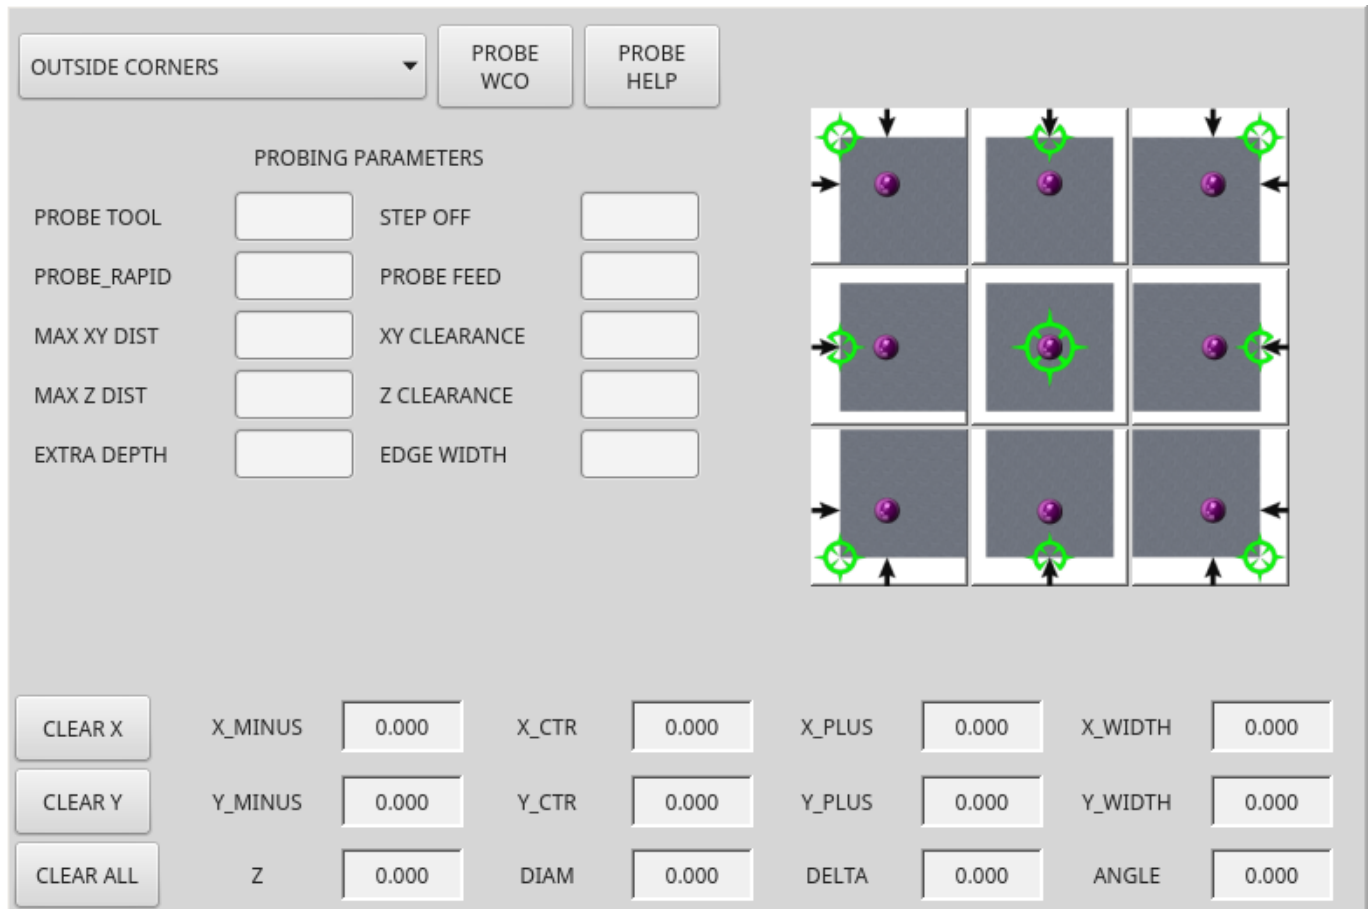 OUTSIDE CORNERS
PROBE
WCO
PROBE
HELP
PROBING PARAMETERS
PROBE TOOL STEP OFF
PROBE_RAPID PROBE FEED
MAX XY DIST XY CLEARANCE
MAX Z DIST Z CLEARANCE
EXTRA DEPTH EDGE WIDTH
CLEAR X X_MINUS 0.000 X_CTR 0.000 X_PLUS 0.000 X_WIDTH 0.000
CLEAR Y Y_MINUS 0.000 Y_CTR 0.000 Y_PLUS 0.000 Y_WIDTH 0.000
CLEAR ALL Z 0.000 DIAM 0.000 DELTA 0.000 ANGLE 0.000